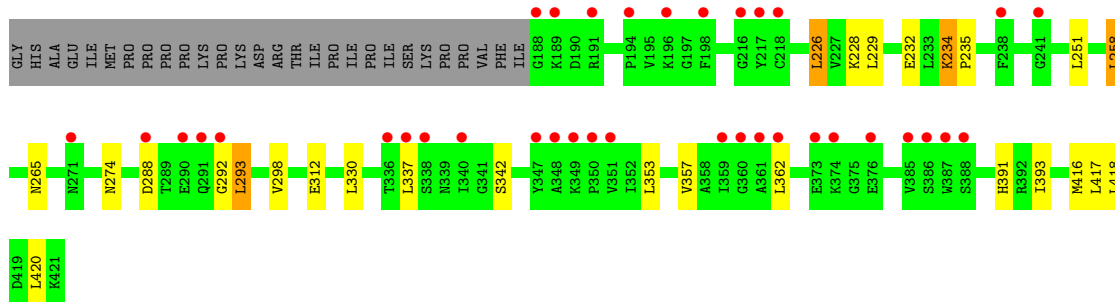 GLY HIS ALA GLU ILE MET PRO PRO PRO PRO LYS PRO LYS ASP ARG THR ILE PRO ILE PRO ILE SER LYS PRO PRO VAL PHE ILE G188 K189 D190 R191 P194 V195 K196 G197 F198 G216 Y217 C218 L226 V227 K228 L229 E232 L233 K234 P235 F238 G241 L251 L258
N265 N271 N274 D288 T289 E290 Q291 G292 L293 V298 E312 L330 T336 L337 S338 N339 I340 G341 S342 Y347 A348 K349 P350 V351 I352 L353 V357 A358 I359 G360 A361 L362 E373 K374 G375 E376 V385 S386 W387 S388 H391 R392 I393 M416 L417 L418
D419 L420 K421